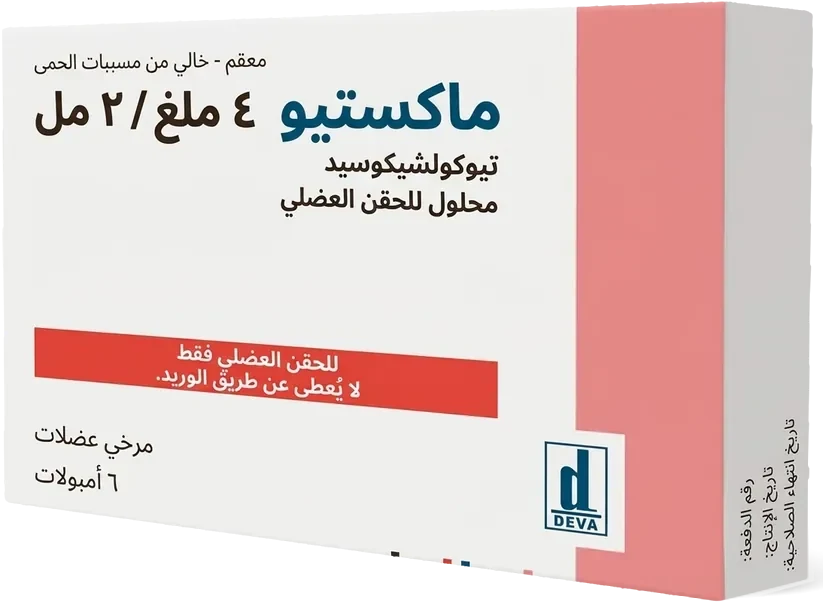 معقم - خالي من مسببات الحمى
ماكستيو ٤ ملغ / ٢ مل
تيوكولشيكوسيد
محلول للحقن العضلي
للحقن العضلي فقط
لا يُعطى عن طريق الوريد.
مرخي عضلات
٦ أمبولات
d
DEVA
رقم الدفعة:
تاريخ الإنتاج:
تاريخ انتهاء الصلاحية: